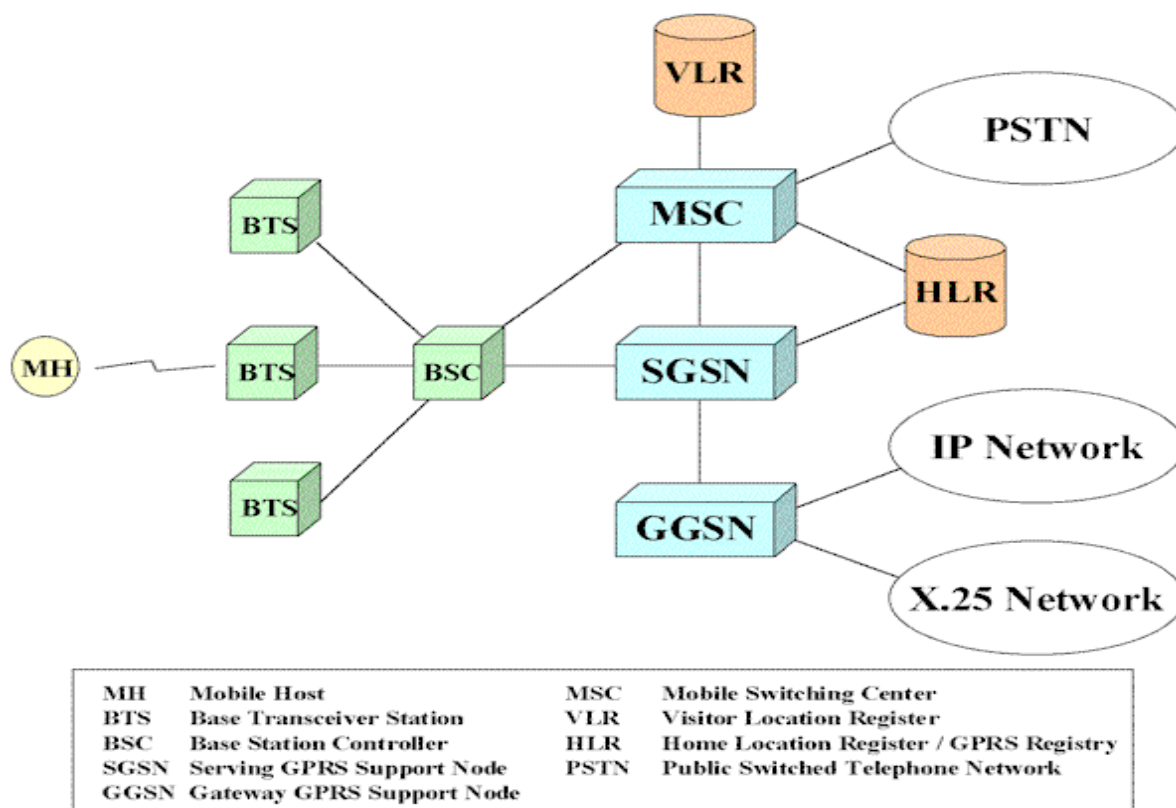 VLR
PSTN
BTS
MSC
HLR
MH
BTS
BSC
SGSN
IP Network
BTS
GGSN
X.25 Network
MH Mobile Host
BTS Base Transceiver Station
BSC Base Station Controller
SGSN Serving GPRS Support Node
GGSN Gateway GPRS Support Node
MSC Mobile Switching Center
VLR Visitor Location Register
HLR Home Location Register / GPRS Registry
PSTN Public Switched Telephone Network